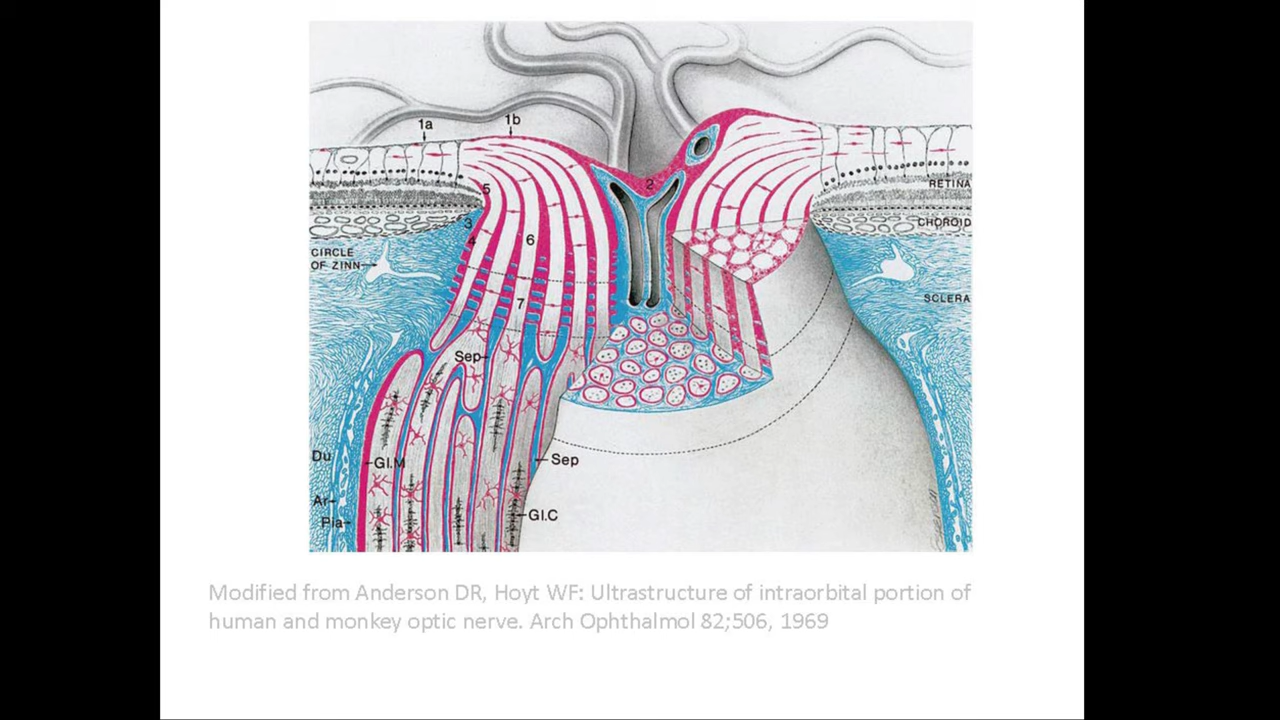 1a
1b
2
5
RETINA
3
CHOROID
4
6
CIRCLE
OF ZINN
SCLERA
7
Sep
Du
Gl.M
Sep
Ar
Pia
Gl.C
Modified from Anderson DR, Hoyt WF: Ultrastructure of intraorbital portion of
human and monkey optic nerve. Arch Ophthalmol 82;506, 1969